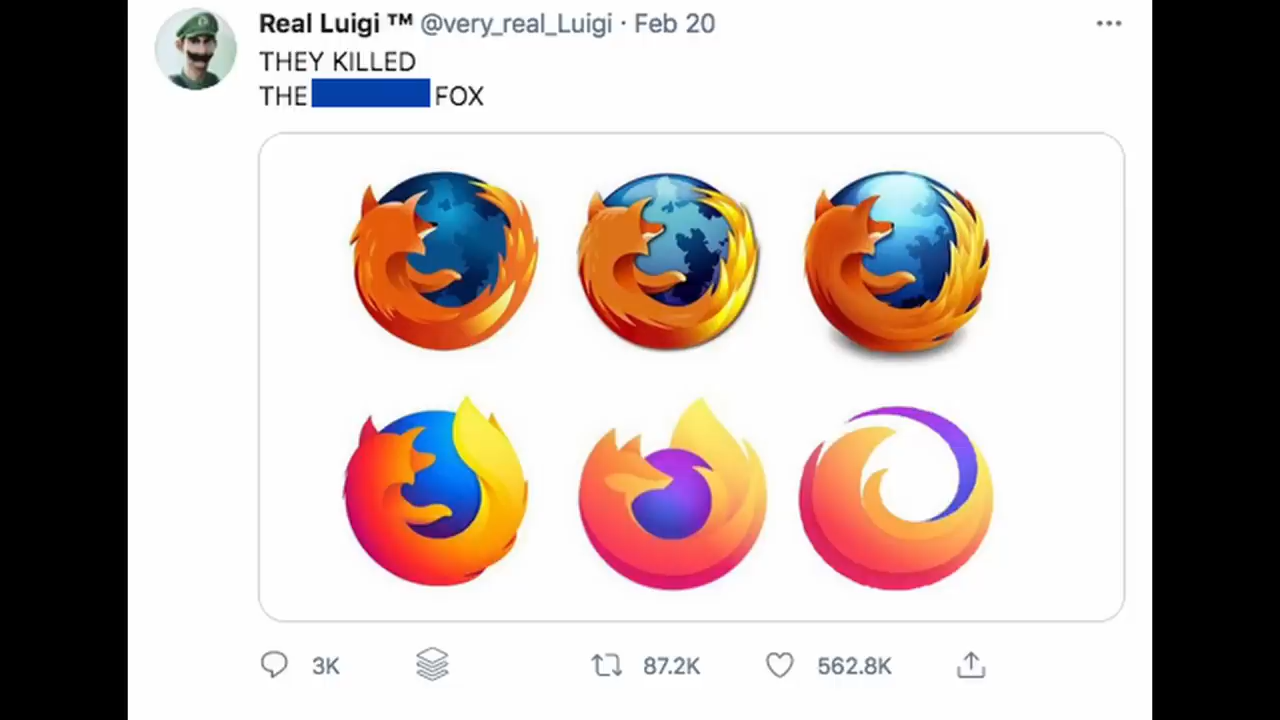 Real Luigi ™ @very_real_Luigi · Feb 20
THEY KILLED
THE FOX
3K 87.2K 562.8K